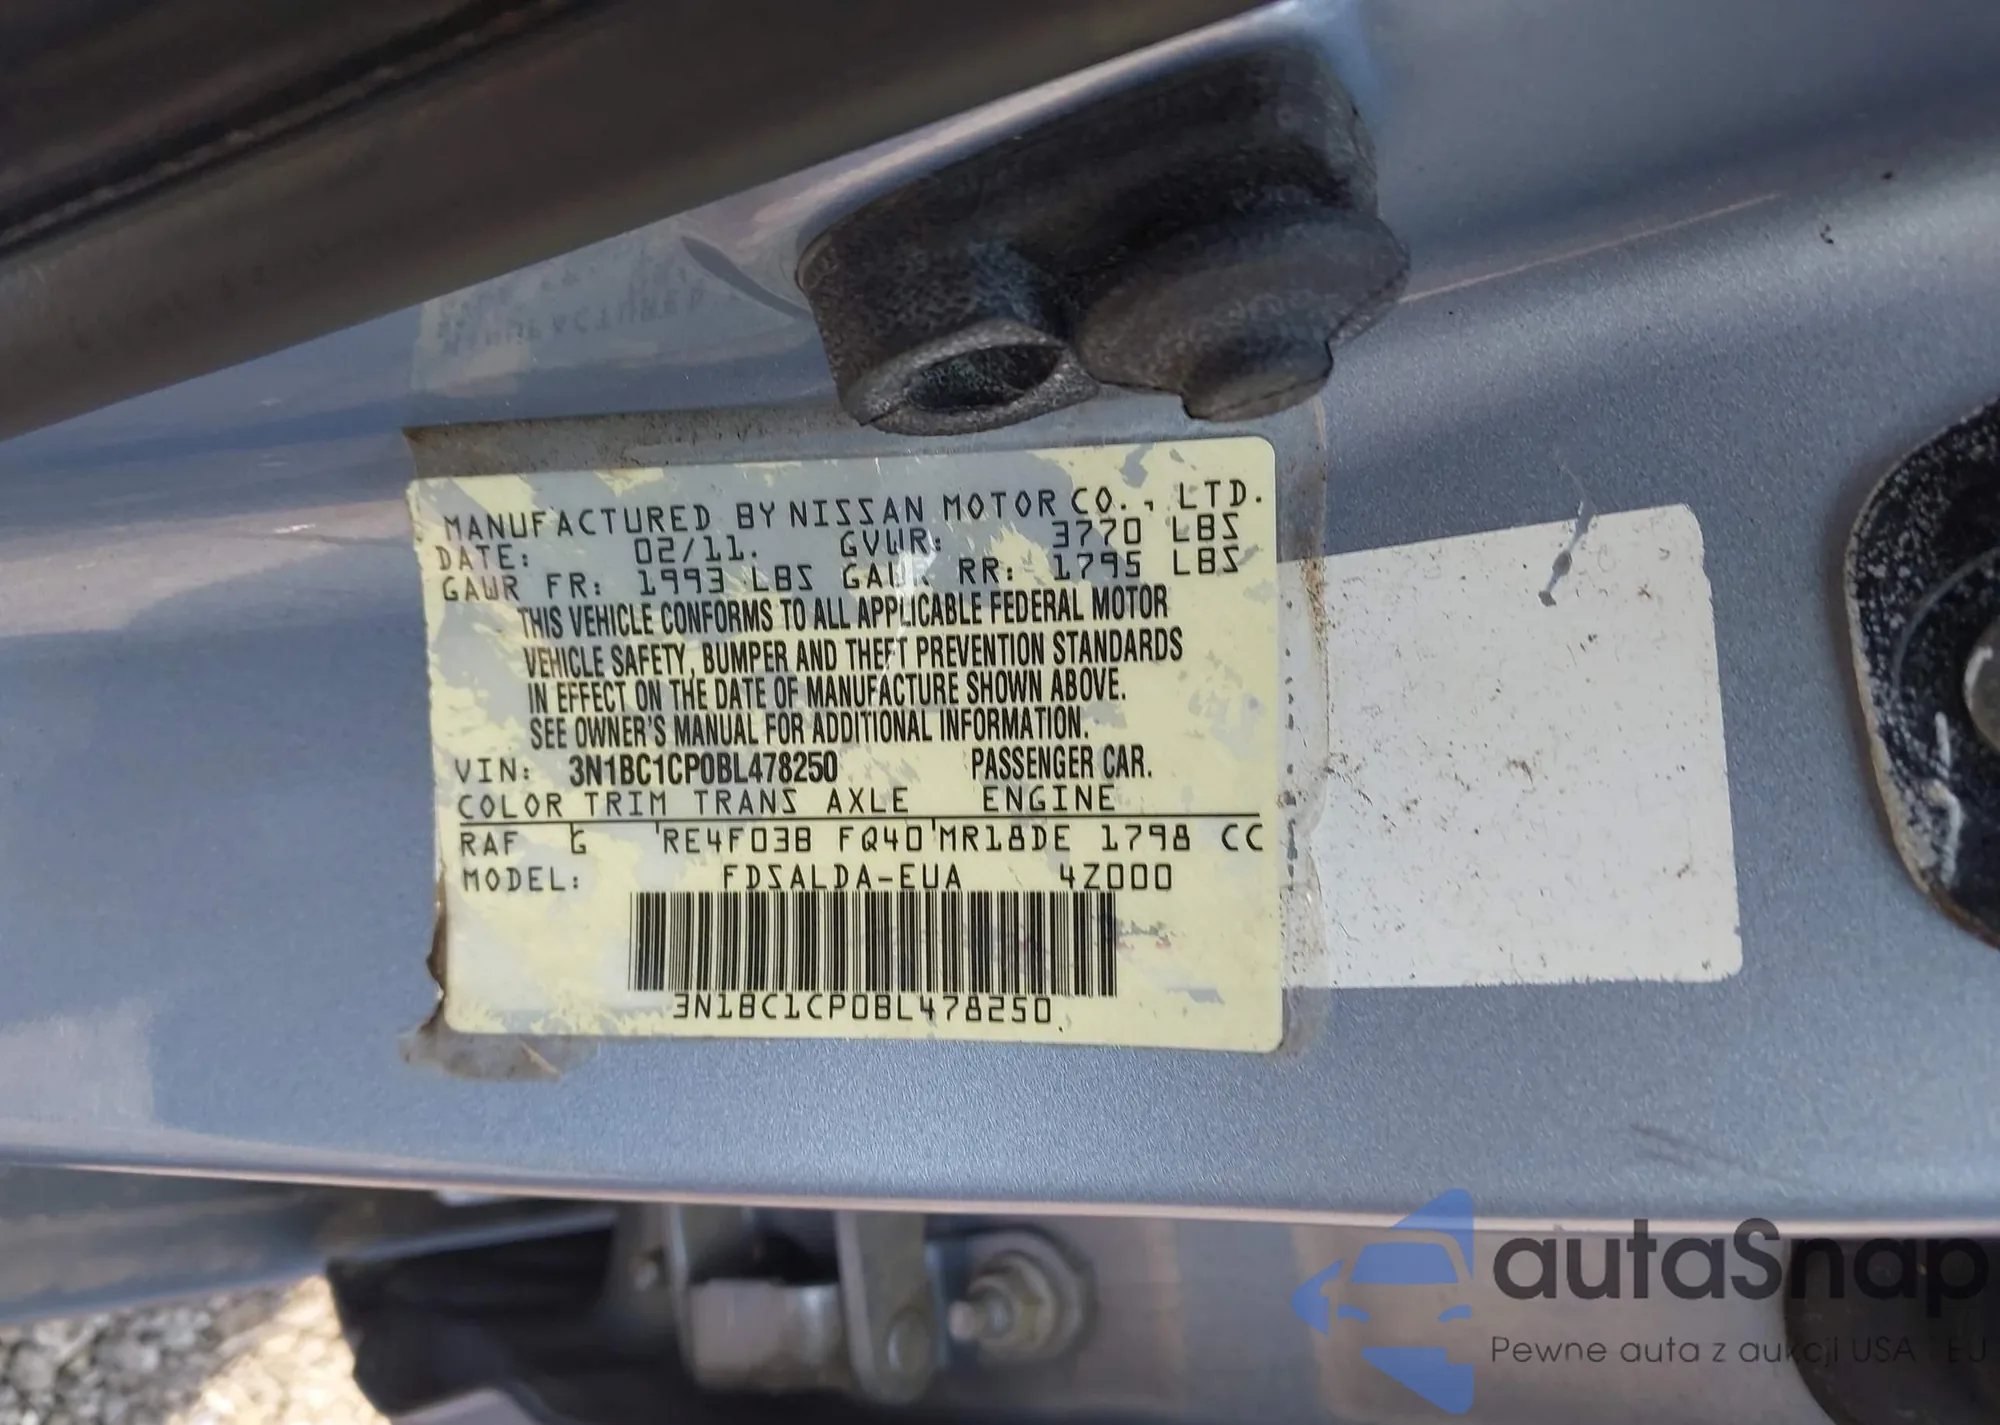 MANUFACTURED BY NISSAN MOTOR CO., LTD.
DATE: 02/11. GVWR: 3770 LBS
GAWR FR: 1993 LBS GAWR RR: 1795 LBS
THIS VEHICLE CONFORMS TO ALL APPLICABLE FEDERAL MOTOR
VEHICLE SAFETY, BUMPER AND THEFT PREVENTION STANDARDS
IN EFFECT ON THE DATE OF MANUFACTURE SHOWN ABOVE.
SEE OWNER'S MANUAL FOR ADDITIONAL INFORMATION.
VIN: 3N1BC1CP0BL478250 PASSENGER CAR.
COLOR TRIM TRANS AXLE ENGINE
RAF G RE4F03B FQ40 MR18DE 1798 CC
MODEL: FDSALDA-EUA 4Z000
3N1BC1CP0BL478250
autaSnap
Pewne auta z aukcji USA i EU